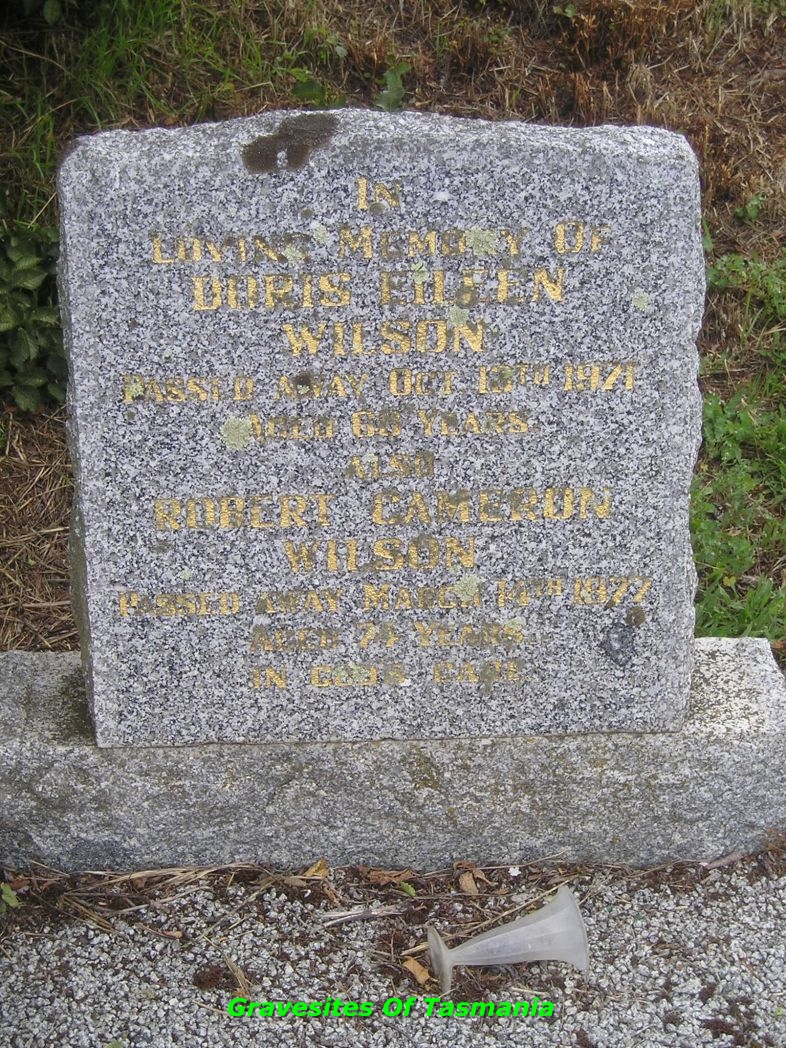 In
Loving Memory Of
DORIS EILEEN
WILSON
Passed Away Oct 13th 1971
Aged 60 Years.
Also
ROBERT CAMERON
WILSON
Passed Away March 14th 1977
Aged 74 Years.
In God's Care.
Gravesites Of Tasmania